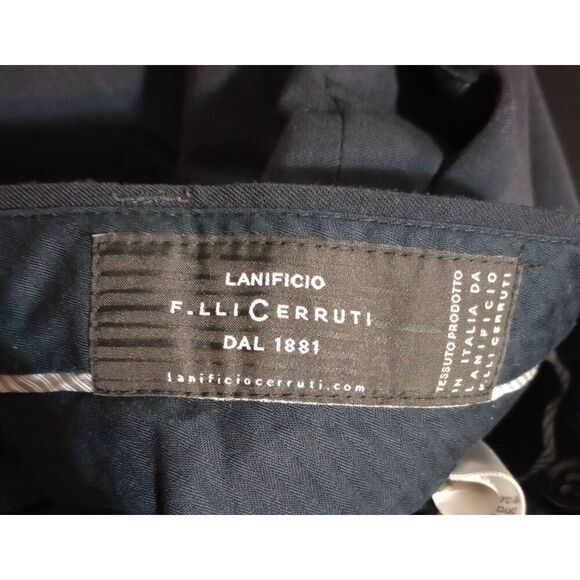 LANIFICIO
F.LLI CERRUTI
DAL 1881
lanificiocerruti.com
TESSUTO PRODOTTO
IN ITALIA DA
LANIFICIO
F.LLI CERRUTI